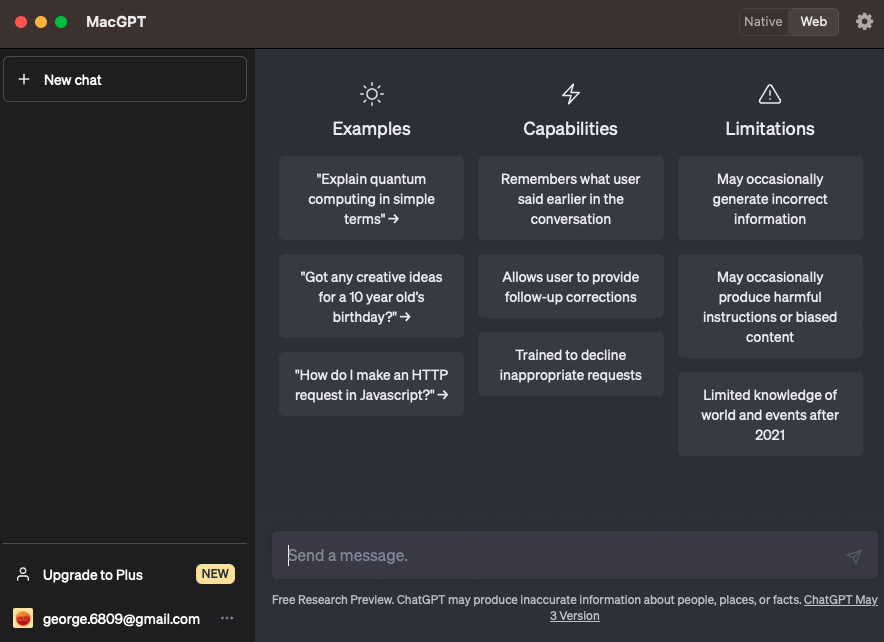 MacGPT
Native
Web
New chat
Examples
"Explain quantum
computing in simple
terms" →
"Got any creative ideas
for a 10 year old's
birthday?" →
"How do I make an HTTP
request in Javascript?" →
Capabilities
Remembers what user
said earlier in the
conversation
Allows user to provide
follow-up corrections
Trained to decline
inappropriate requests
Limitations
May occasionally
generate incorrect
information
May occasionally
produce harmful
instructions or biased
content
Limited knowledge of
world and events after
2021
Upgrade to Plus
NEW
george.6809@gmail.com
Send a message.
Free Research Preview. ChatGPT may produce inaccurate information about people, places, or facts. ChatGPT May
3 Version